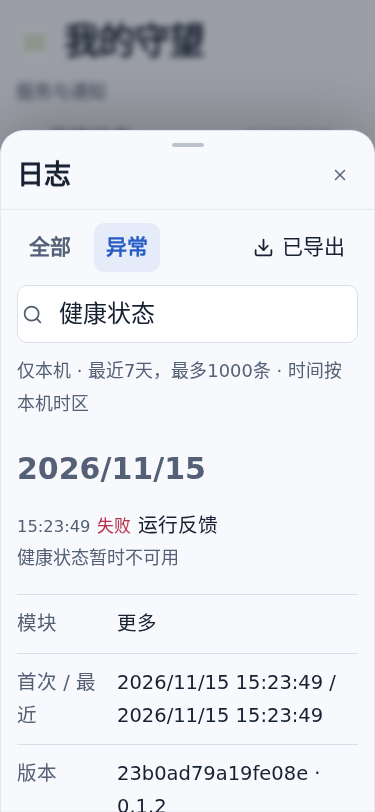 我的守望
服务与通知
日志
全部 异常 已导出
健康状态
仅本机 · 最近7天，最多1000条 · 时间按
本机时区
2026/11/15
15:23:49 失败 运行反馈
健康状态暂时不可用
模块 更多
首次 / 最 2026/11/15 15:23:49 /
近 2026/11/15 15:23:49
版本 23b0ad79a19fe08e ·
0.1.2